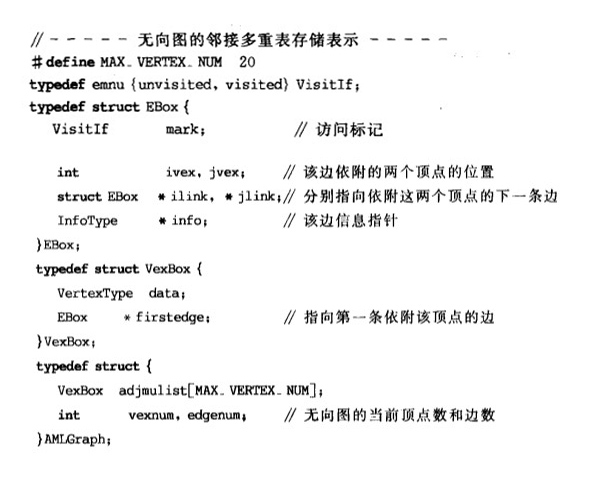 // - - - - - 无向图的邻接多重表存储表示 - - - - -
# define MAX_VERTEX_NUM 20
typedef emnu {unvisited, visited} VisitIf;
typedef struct EBox {
VisitIf mark; // 访问标记
int ivex, jvex; // 该边依附的两个顶点的位置
struct EBox * ilink, * jlink; // 分别指向依附这两个顶点的下一条边
InfoType * info; // 该边信息指针
}EBox;
typedef struct VexBox {
VertexType data;
EBox * firstedge; // 指向第一条依附该顶点的边
}VexBox;
typedef struct {
VexBox adjmulist[MAX_VERTEX_NUM];
int vexnum, edgenum; // 无向图的当前顶点数和边数
}AMLGraph;